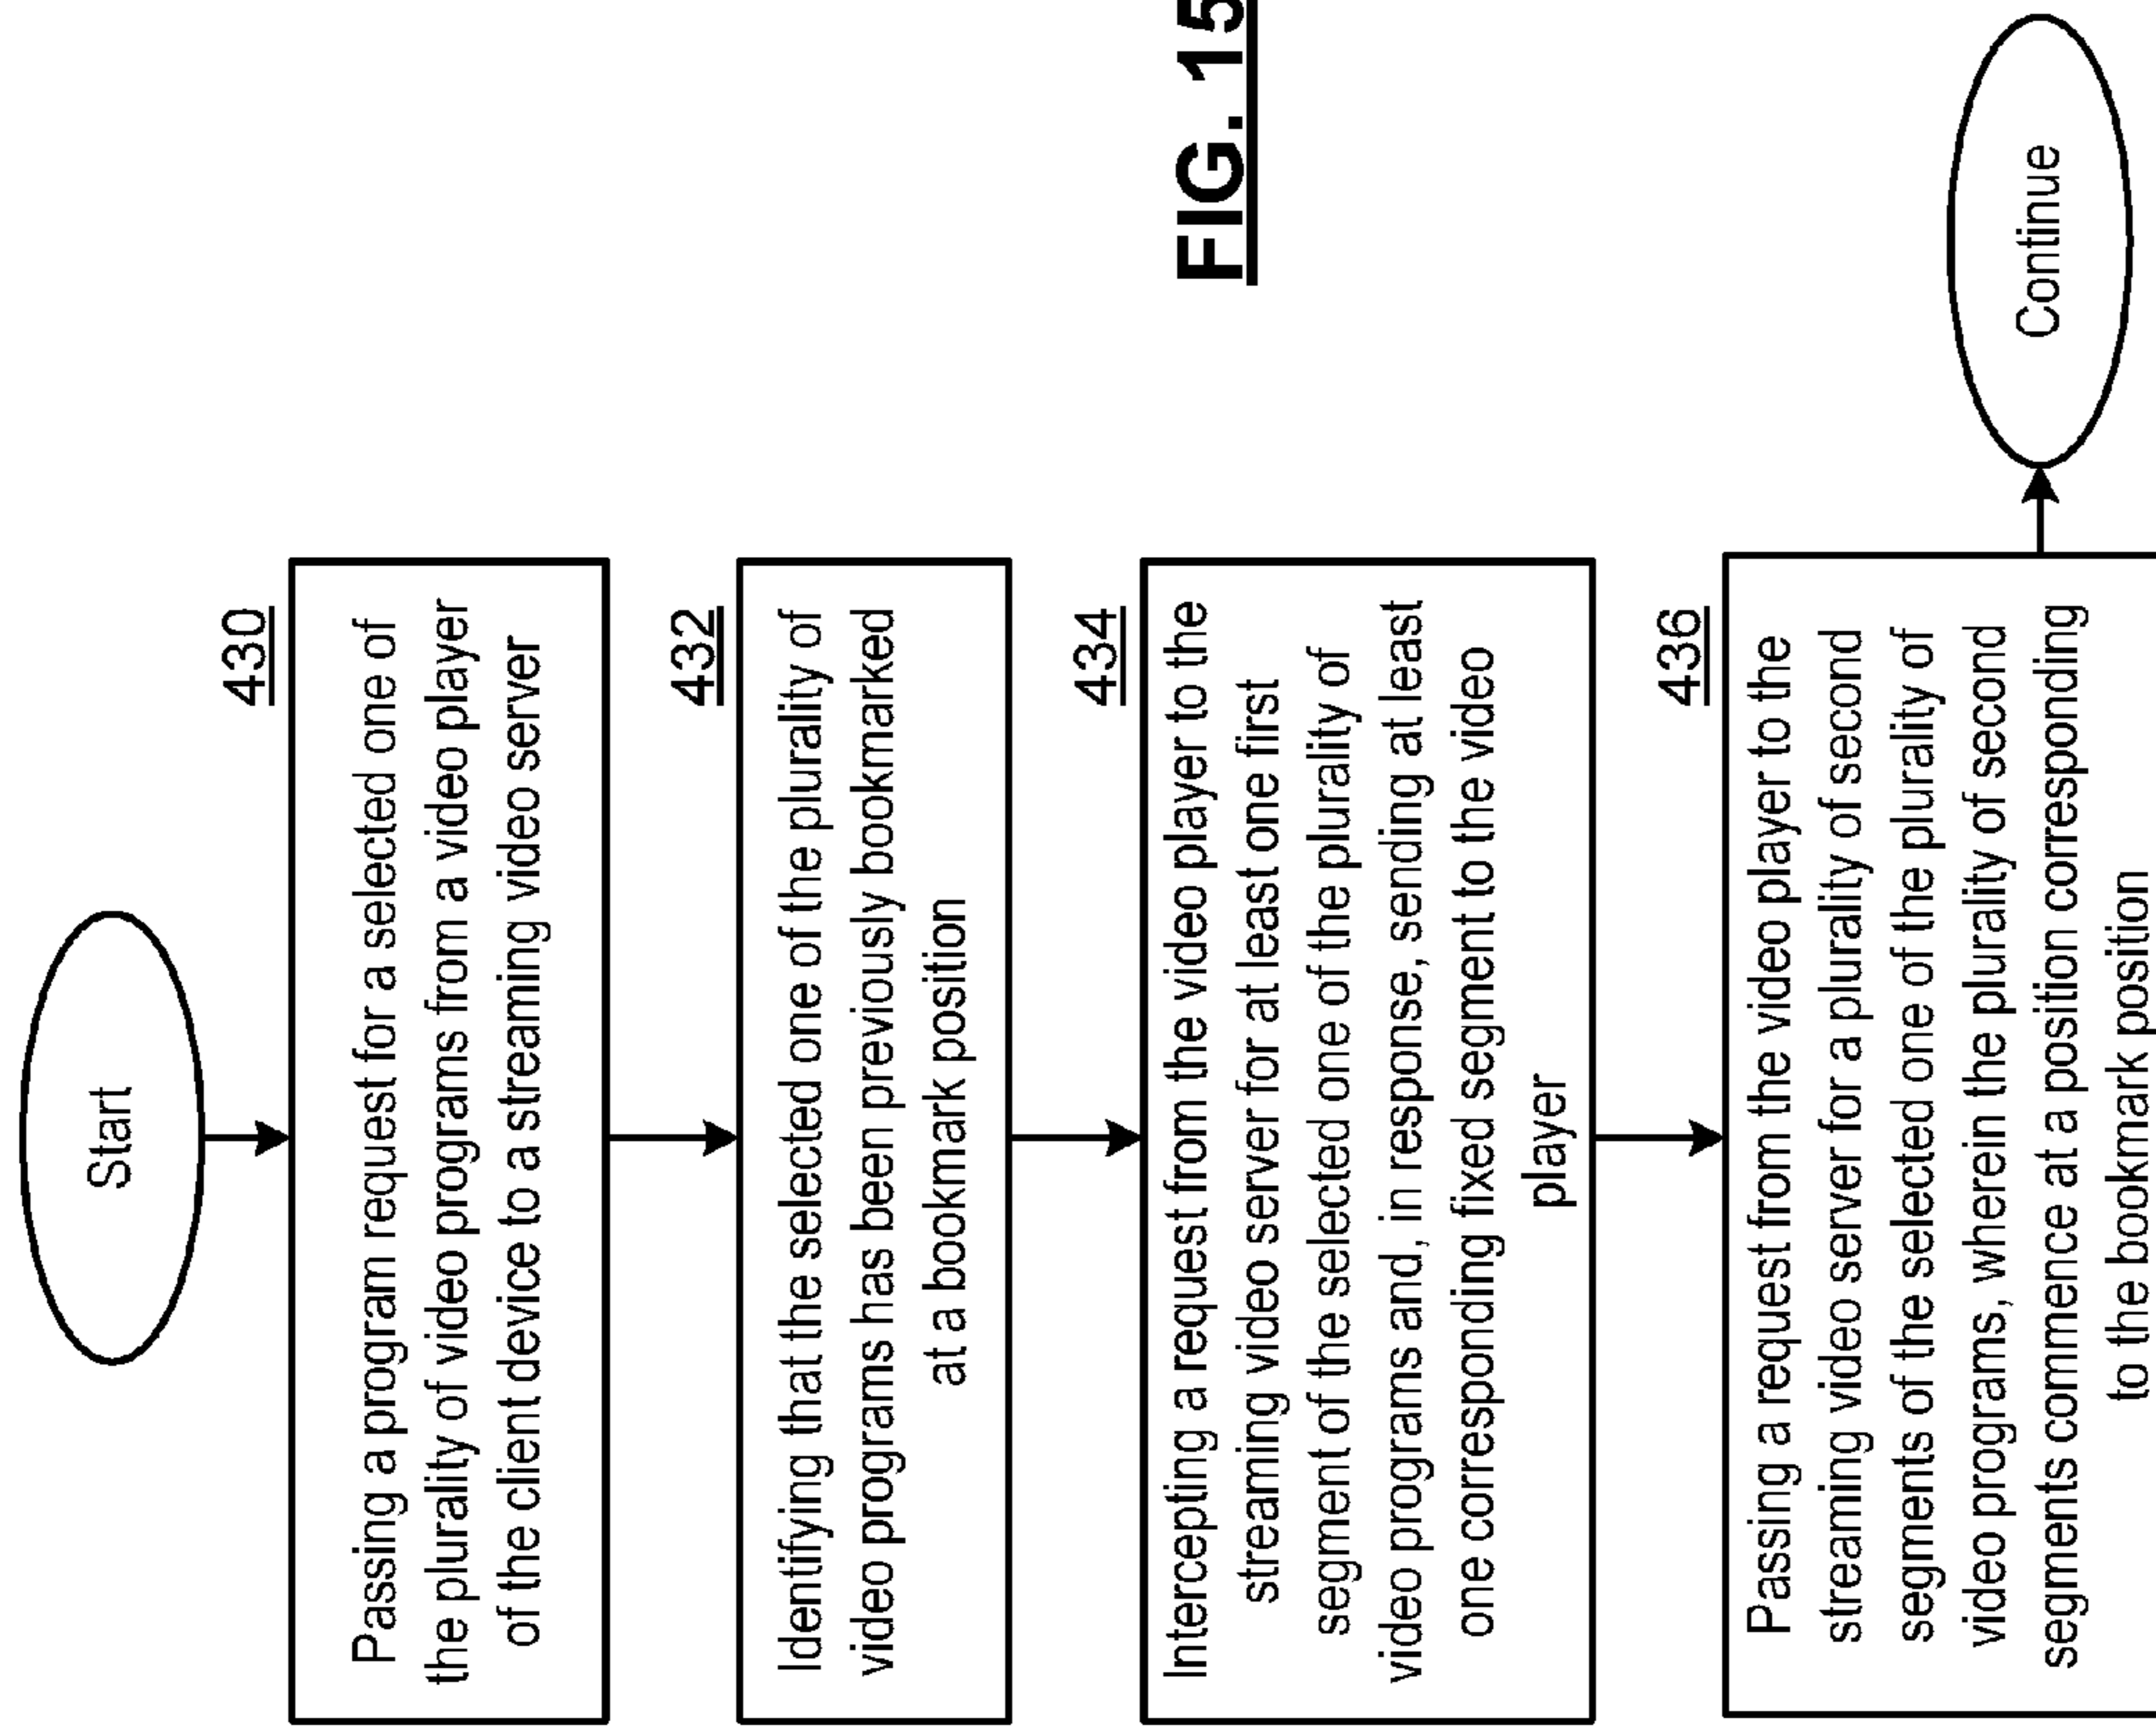 Start
430
Passing a program request for a selected one of
the plurality of video programs from a video player
of the client device to a streaming video server
432
Identifying that the selected one of the plurality of
video programs has been previously bookmarked
at a bookmark position
434
Intercepting a request from the video player to the
streaming video server for at least one first
segment of the selected one of the plurality of
video programs and, in response, sending at least
one corresponding fixed segment to the video
player
436
Passing a request from the video player to the
streaming video server for a plurality of second
segments of the selected one of the plurality of
video programs, wherein the plurality of second
segments commence at a position corresponding
to the bookmark position
Continue
FIG. 15